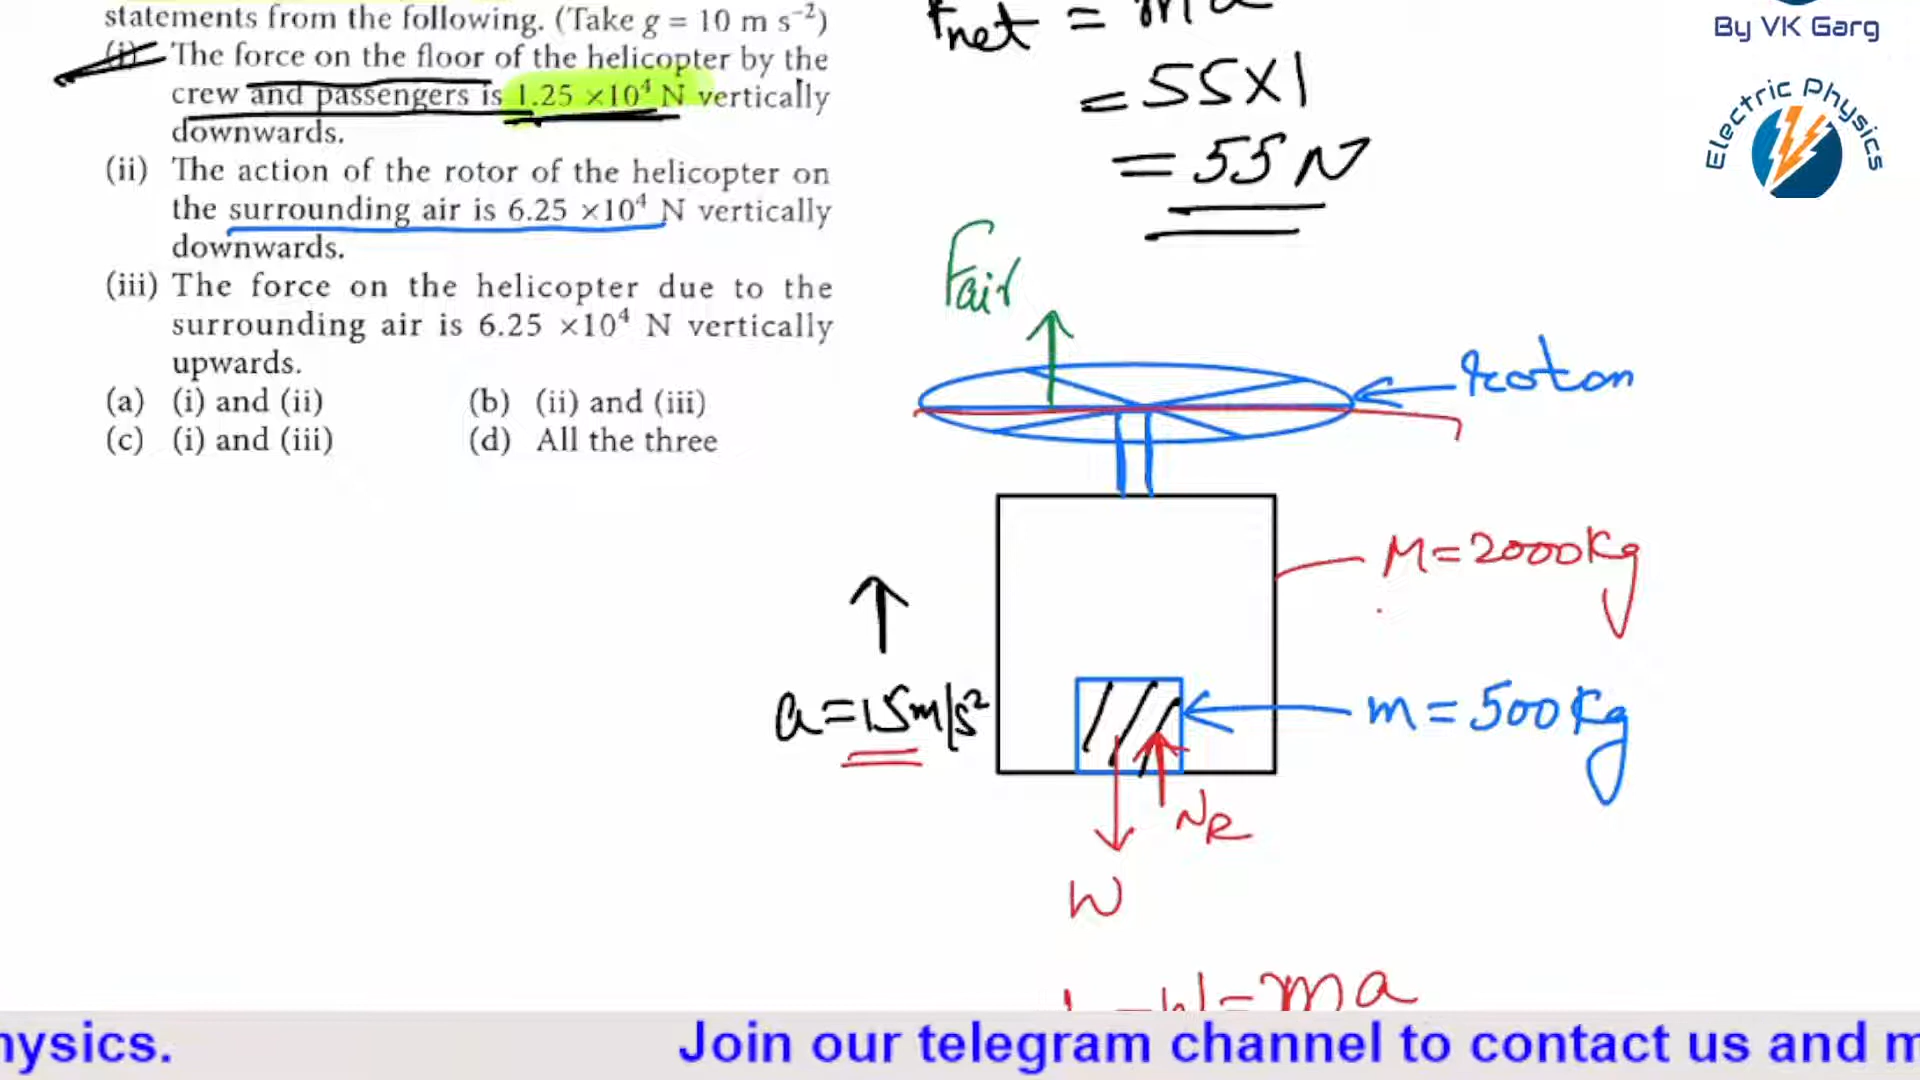 statements from the following. (Take g = 10 m s⁻²)
(i) The force on the floor of the helicopter by the
crew and passengers is 1.25 ×10⁴ N vertically
downwards.
(ii) The action of the rotor of the helicopter on
the surrounding air is 6.25 ×10⁴ N vertically
downwards.
(iii) The force on the helicopter due to the
surrounding air is 6.25 ×10⁴ N vertically
upwards.
(a) (i) and (ii) (b) (ii) and (iii)
(c) (i) and (iii) (d) All the three
Fnet = ma
= 55×1
= 55 N
By VK Garg
Electric Physics
Fair
M=2000Kg
a=15m/s²
m=500Kg
NR
W
-W=ma
hysics.
Join our telegram channel to contact us and m